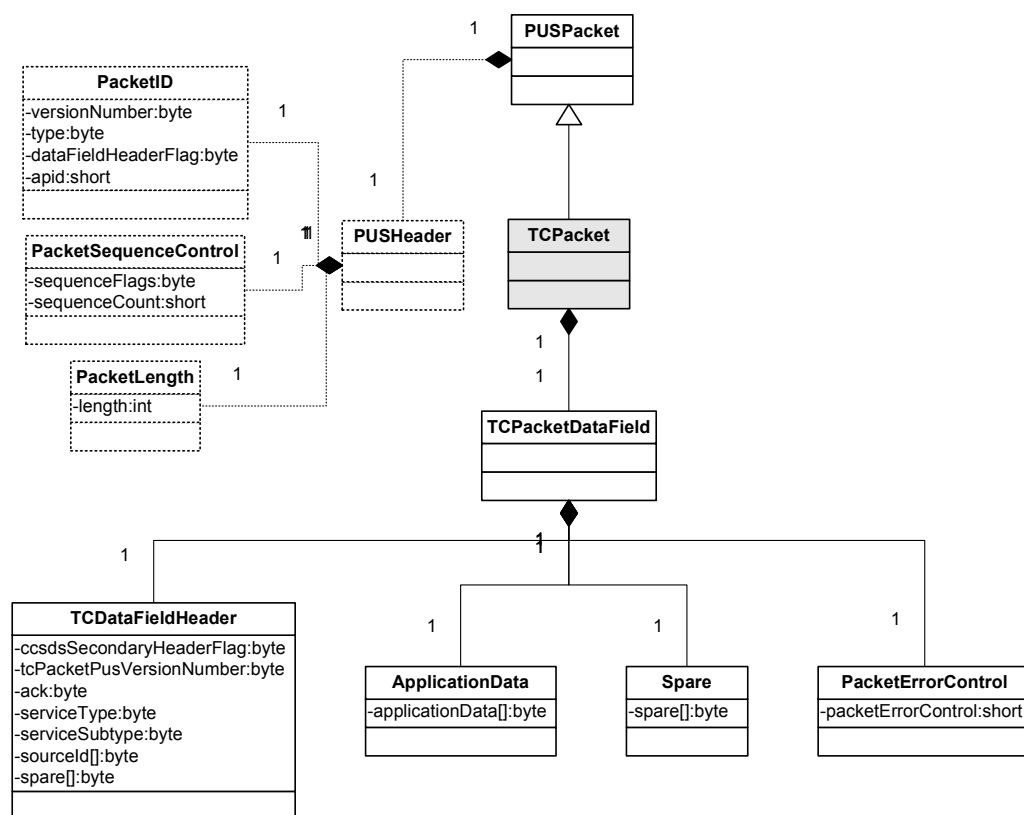 1
PUSPacket
PacketID
-versionNumber:byte
-type:byte
-dataFieldHeaderFlag:byte
-apid:short
1
1
PacketSequenceControl
-sequenceFlags:byte
-sequenceCount:short
1
11
PUSHeader
TCPacket
PacketLength
-length:int
1
1
1
TCPacketDataField
1
1
TCDataFieldHeader
-ccsdsSecondaryHeaderFlag:byte
-tcPacketPusVersionNumber:byte
-ack:byte
-serviceType:byte
-serviceSubtype:byte
-sourceId[]:byte
-spare[]:byte
1
ApplicationData
-applicationData[]:byte
1
Spare
-spare[]:byte
1
PacketErrorControl
-packetErrorControl:short